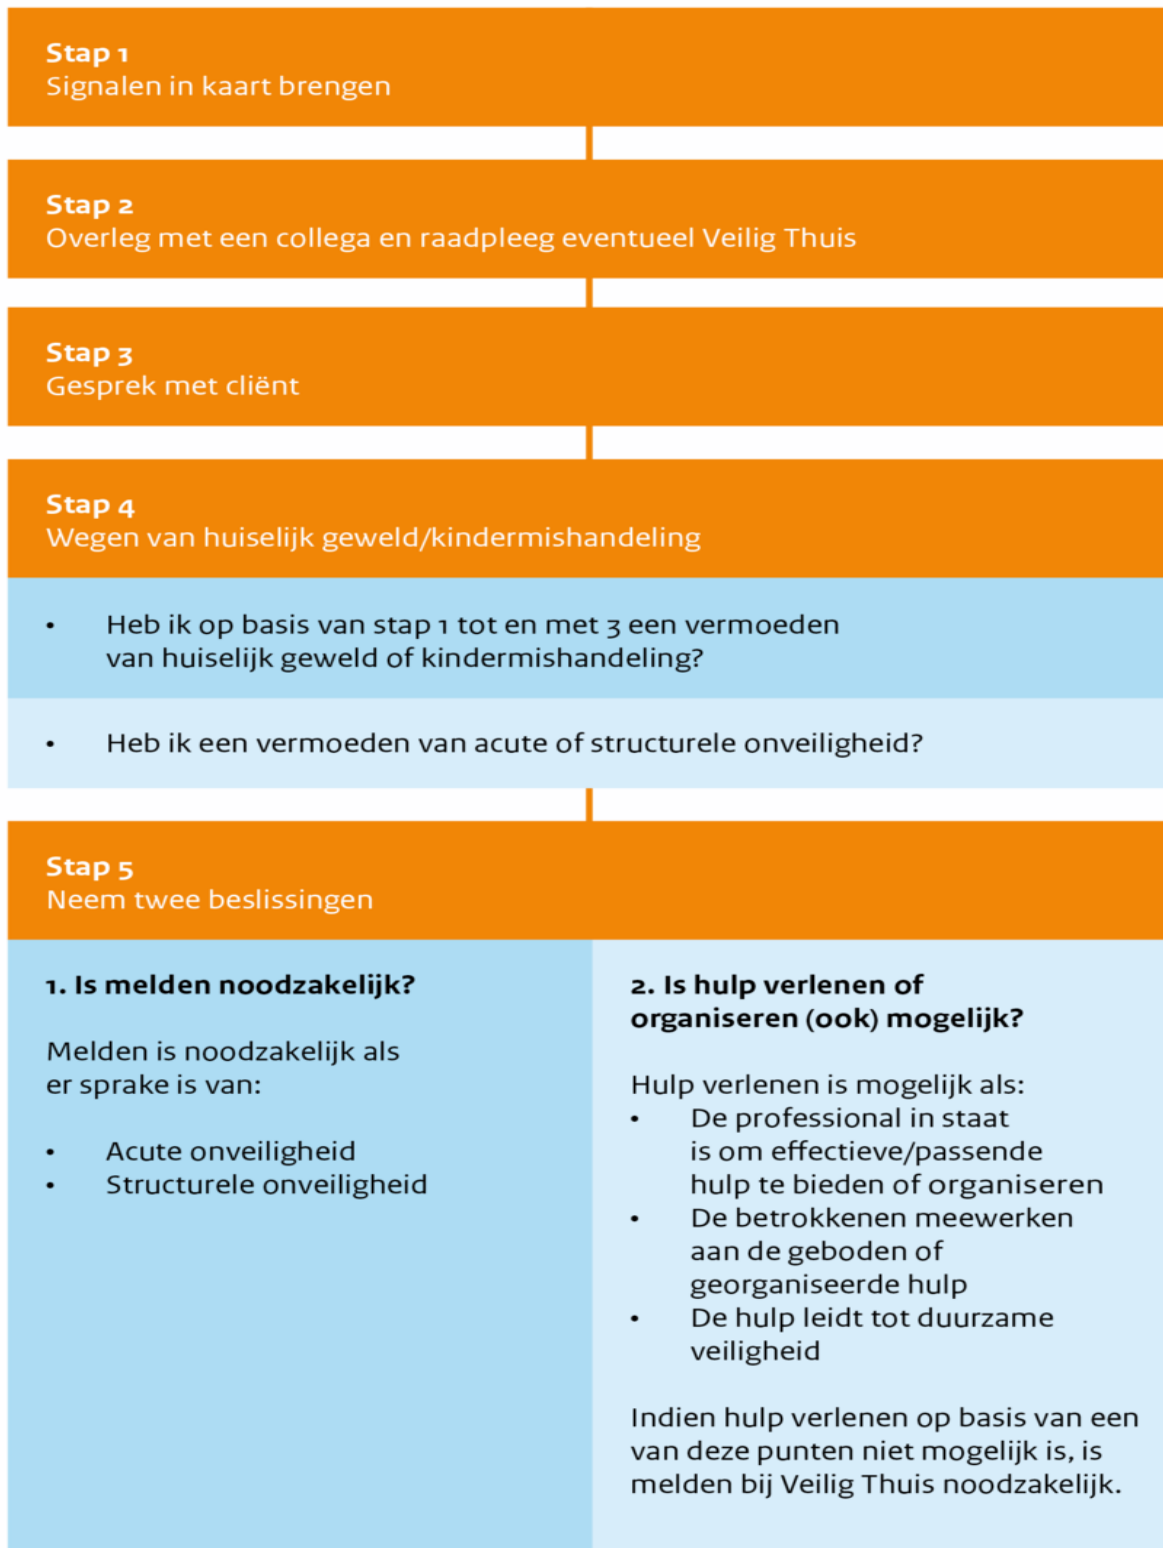 Stap 1
Signalen in kaart brengen
Stap 2
Overleg met een collega en raadpleeg eventueel Veilig Thuis
Stap 3
Gesprek met cliënt
Stap 4
Wegen van huiselijk geweld/kindermishandeling
• Heb ik op basis van stap 1 tot en met 3 een vermoeden
van huiselijk geweld of kindermishandeling?
• Heb ik een vermoeden van acute of structurele onveiligheid?
Stap 5
Neem twee beslissingen
1. Is melden noodzakelijk?
Melden is noodzakelijk als
er sprake is van:
• Acute onveiligheid
• Structurele onveiligheid
2. Is hulp verlenen of
organiseren (ook) mogelijk?
Hulp verlenen is mogelijk als:
• De professional in staat
is om effectieve/passende
hulp te bieden of organiseren
• De betrokkenen meewerken
aan de geboden of
georganiseerde hulp
• De hulp leidt tot duurzame
veiligheid
Indien hulp verlenen op basis van een
van deze punten niet mogelijk is, is
melden bij Veilig Thuis noodzakelijk.